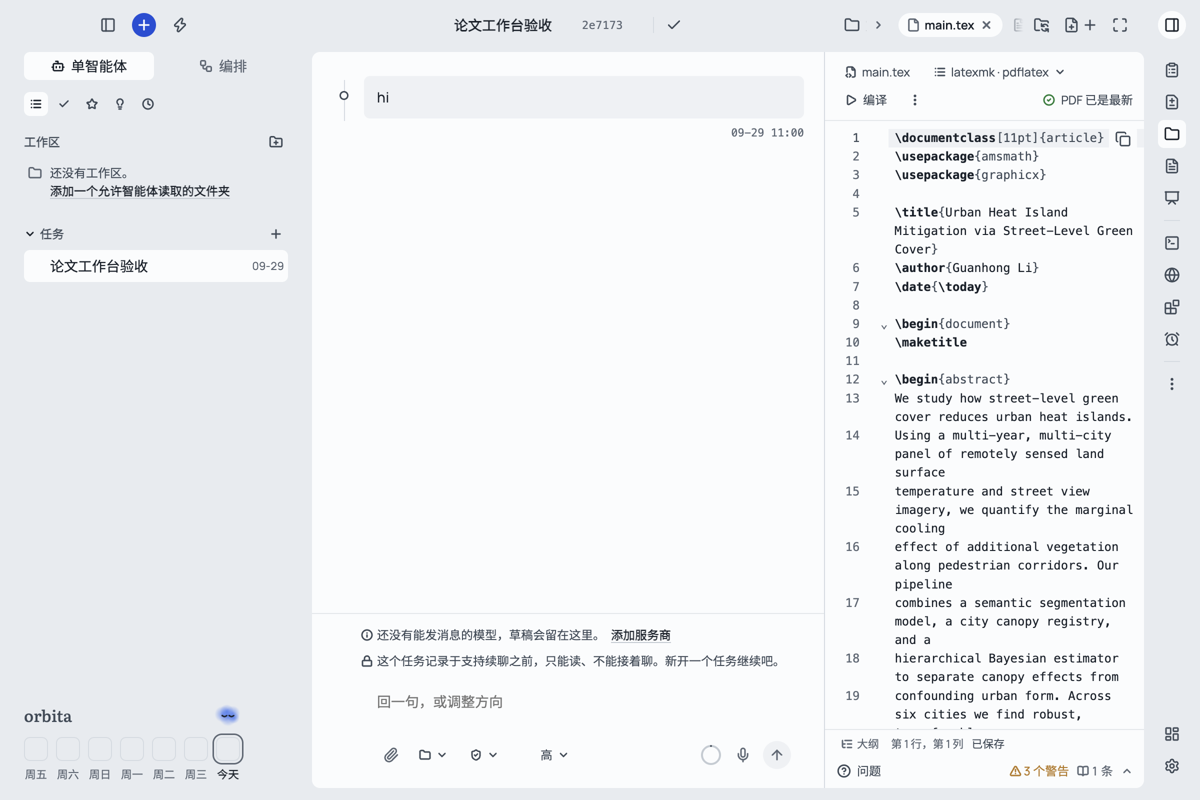 论文工作台验收 2e7173
main.tex
单智能体 编排
工作区
还没有工作区。
添加一个允许智能体读取的文件夹
任务
论文工作台验收 09-29
orbita
周五 周六 周日 周一 周二 周三 今天
hi
09-29 11:00
还没有能发消息的模型，草稿会留在这里。 添加服务商
这个任务记录于支持续聊之前，只能读、不能接着聊。新开一个任务继续吧。
回一句，或调整方向
高
main.tex latexmk · pdflatex
编译 PDF 已是最新
1 \documentclass[11pt]{article}
2 \usepackage{amsmath}
3 \usepackage{graphicx}
4
5 \title{Urban Heat Island
Mitigation via Street-Level Green
Cover}
6 \author{Guanhong Li}
7 \date{\today}
8
9 \begin{document}
10 \maketitle
11
12 \begin{abstract}
13 We study how street-level green
cover reduces urban heat islands.
14 Using a multi-year, multi-city
panel of remotely sensed land
surface
15 temperature and street view
imagery, we quantify the marginal
cooling
16 effect of additional vegetation
along pedestrian corridors. Our
pipeline
17 combines a semantic segmentation
model, a city canopy registry,
and a
18 hierarchical Bayesian estimator
to separate canopy effects from
19 confounding urban form. Across
six cities we find robust,
大纲 第1行，第1列 已保存
问题 3 个警告 1 条